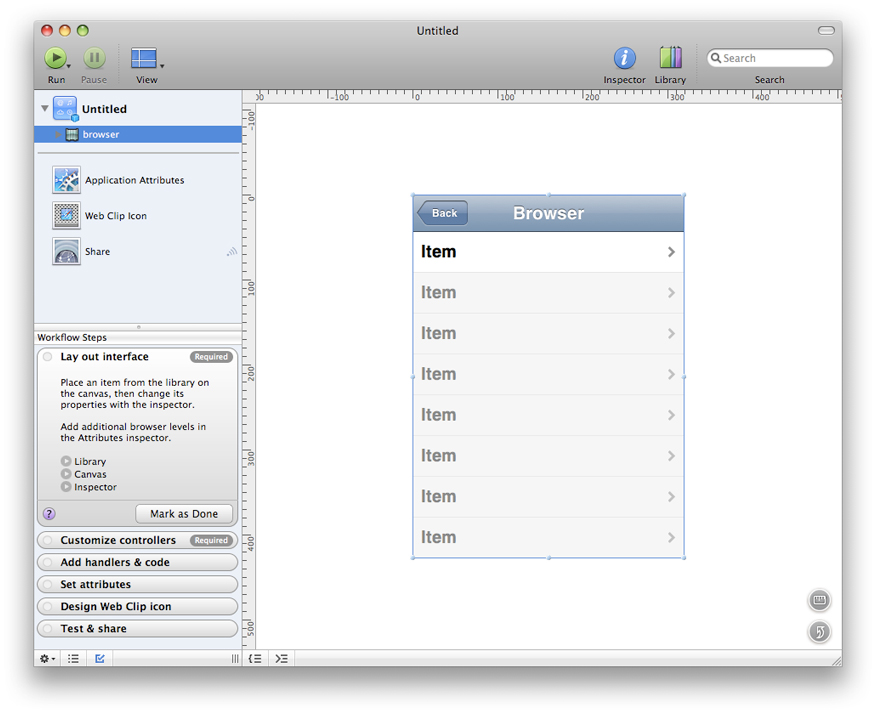 Untitled
Run
Pause
View
Inspector
Library
Search
Search
Untitled
browser
Application Attributes
Web Clip Icon
Share
Workflow Steps
Lay out interface Required
Place an item from the library on
the canvas, then change its
properties with the inspector.
Add additional browser levels in
the Attributes inspector.
Library
Canvas
Inspector
? Mark as Done
Customize controllers Required
Add handlers & code
Set attributes
Design Web Clip icon
Test & share
00 -100 0 100 200 300 400
-100
0
100
200
300
400
500
Back Browser
Item
Item
Item
Item
Item
Item
Item
Item